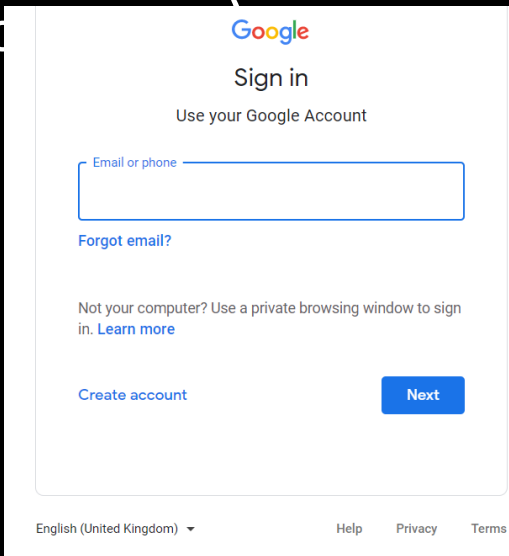 Google
Sign in
Use your Google Account
Email or phone
Forgot email?
Not your computer? Use a private browsing window to sign
in. Learn more
Create account
Next
English (United Kingdom)
Help Privacy Terms